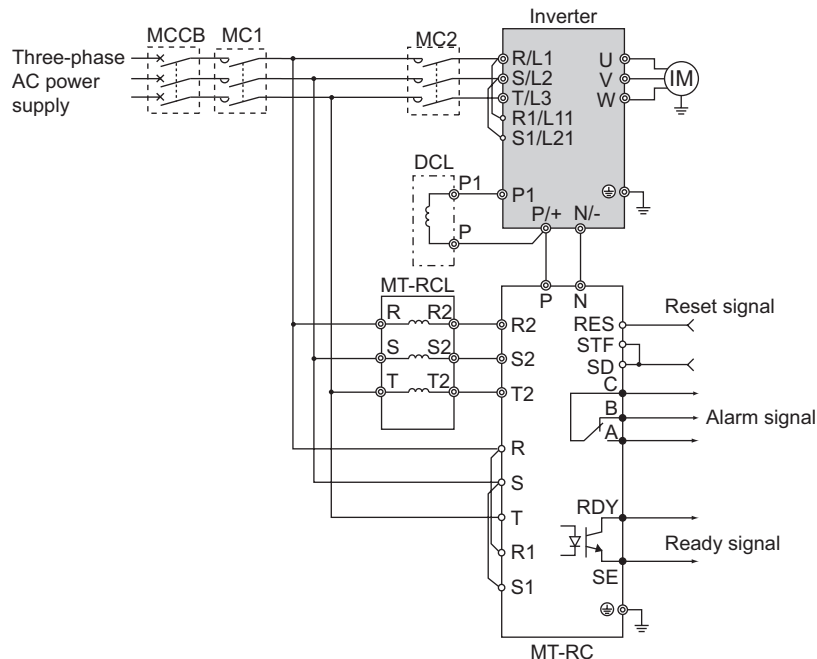 Inverter
MCCB MC1 MC2
Three-phase
AC power
supply
R/L1 U
S/L2 V IM
T/L3 W
R1/L11
S1/L21
DCL
P1 P1
P/+ N/-
P
MT-RCL P N
R R2 R2 RES Reset signal
STF
S S2 S2 SD
C
T T2 T2 B Alarm signal
A
R
S
RDY
T
Ready signal
R1
SE
S1
MT-RC